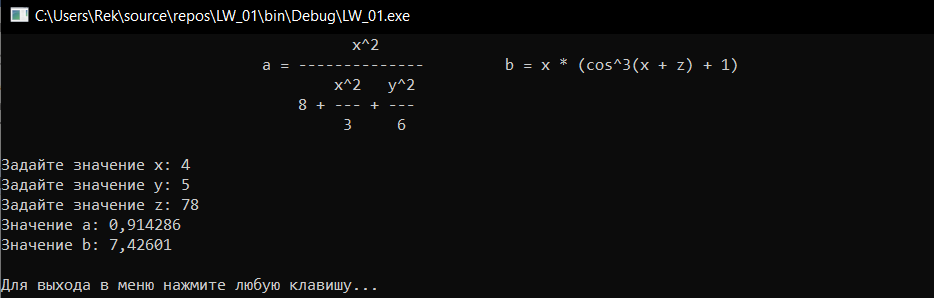 C:\Users\Rek\source\repos\LW_01\bin\Debug\LW_01.exe
x^2
a = -------------- b = x * (cos^3(x + z) + 1)
x^2 y^2
8 + --- + ---
3 6
Задайте значение x: 4
Задайте значение y: 5
Задайте значение z: 78
Значение a: 0,914286
Значение b: 7,42601
Для выхода в меню нажмите любую клавишу...